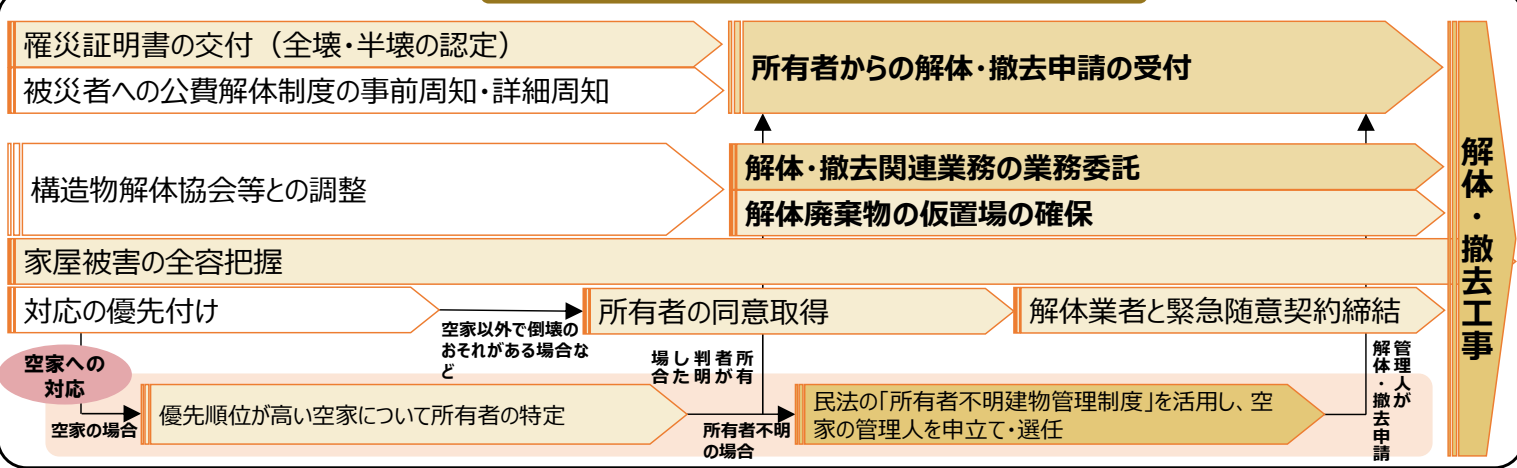 罹災証明書の交付（全壊・半壊の認定）
被災者への公費解体制度の事前周知・詳細周知
所有者からの解体・撤去申請の受付
構造物解体協会等との調整
解体・撤去関連業務の業務委託
解体廃棄物の仮置場の確保
家屋被害の全容把握
対応の優先付け
空家以外で倒壊の
おそれがある場合な
ど
所有者の同意取得
解体業者と緊急随意契約締結
空家への
対応
空家の場合
優先順位が高い空家について所有者の特定
所有
者が
判明
した
場合
所有者不明
の場合
民法の「所有者不明建物管理制度」を活用し、空
家の管理人を申立て・選任
管理人が
解体・撤去申請
解体・撤去工事